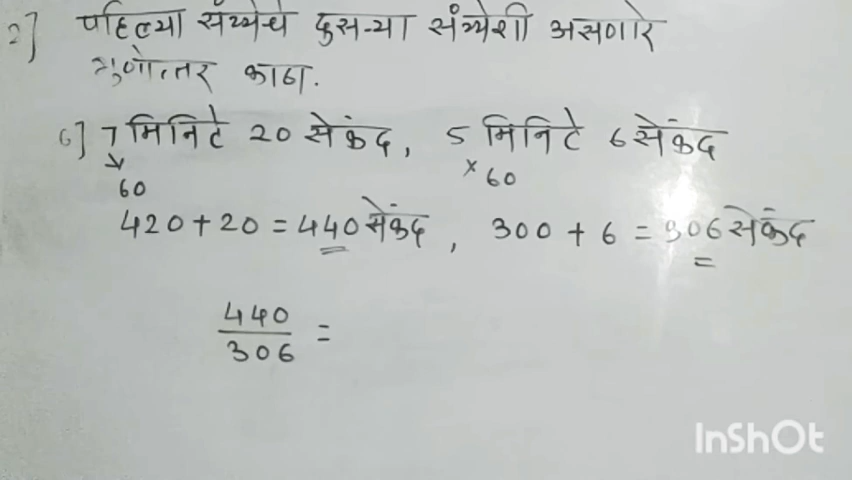 2] पहिल्या संख्येचे दुसऱ्या संख्येशी असणारे
गुणोत्तर काढा.
6] 7 मिनिटे 20 सेकंद, 5 मिनिटे 6 सेकंद
× 60 × 60
420 + 20 = 440 सेकंद, 300 + 6 = 306 सेकंद
440
306 =
InShOt